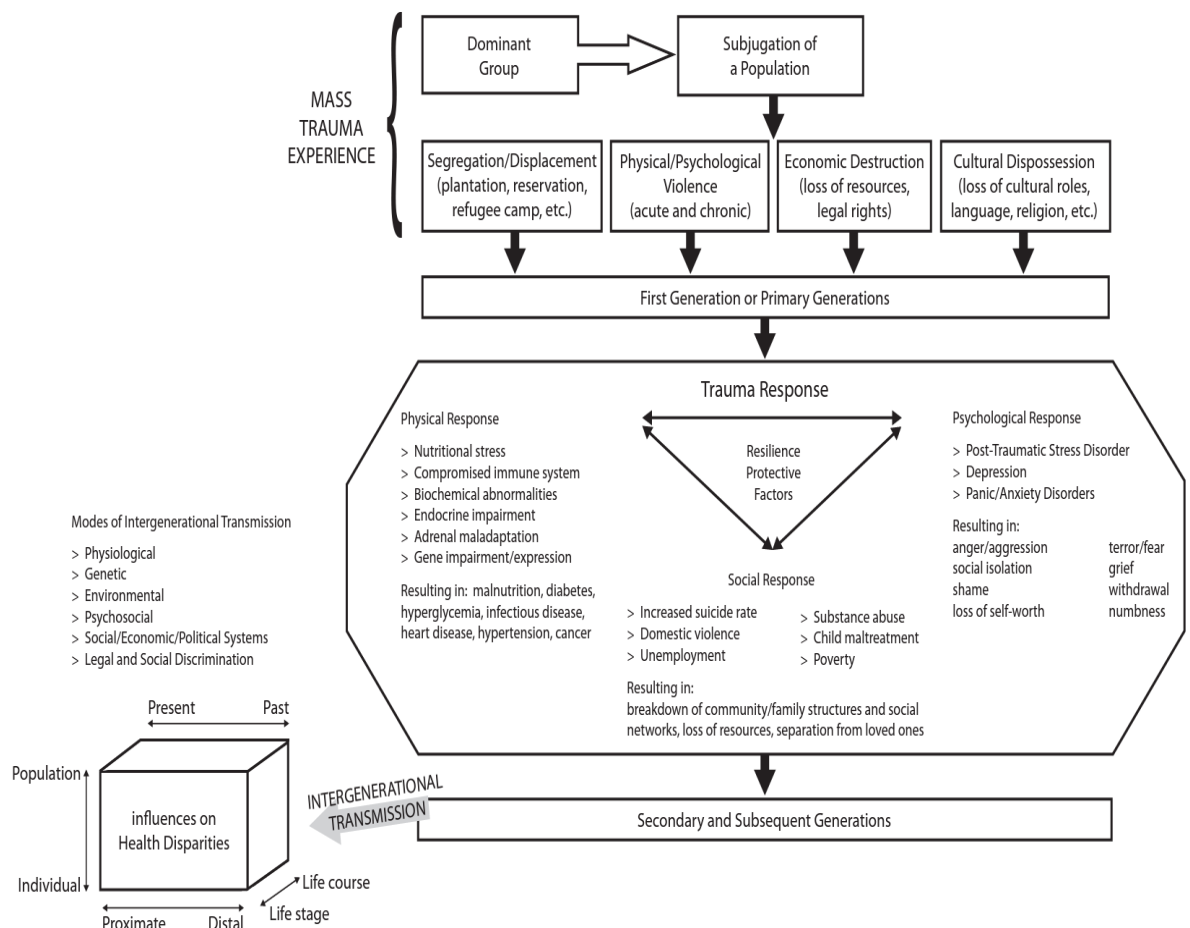 MASS
TRAUMA
EXPERIENCE
Dominant
Group
Subjugation of
a Population
Segregation/Displacement
(plantation, reservation,
refugee camp, etc.)
Physical/Psychological
Violence
(acute and chronic)
Economic Destruction
(loss of resources,
legal rights)
Cultural Dispossession
(loss of cultural roles,
language, religion, etc.)
First Generation or Primary Generations
Trauma Response
Physical Response
> Nutritional stress
> Compromised immune system
> Biochemical abnormalities
> Endocrine impairment
> Adrenal maladaptation
> Gene impairment/expression
Resulting in: malnutrition, diabetes,
hyperglycemia, infectious disease,
heart disease, hypertension, cancer
Resilience
Protective
Factors
Psychological Response
> Post-Traumatic Stress Disorder
> Depression
> Panic/Anxiety Disorders
Resulting in:
anger/aggression
social isolation
shame
loss of self-worth
terror/fear
grief
withdrawal
numbness
Social Response
> Increased suicide rate
> Domestic violence
> Unemployment
> Substance abuse
> Child maltreatment
> Poverty
Resulting in:
breakdown of community/family structures and social
networks, loss of resources, separation from loved ones
Secondary and Subsequent Generations
INTERGENERATIONAL
TRANSMISSION
Modes of Intergenerational Transmission
> Physiological
> Genetic
> Environmental
> Psychosocial
> Social/Economic/Political Systems
> Legal and Social Discrimination
Present
Past
Population
Individual
influences on
Health Disparities
Life course
Life stage
Proximate
Distal